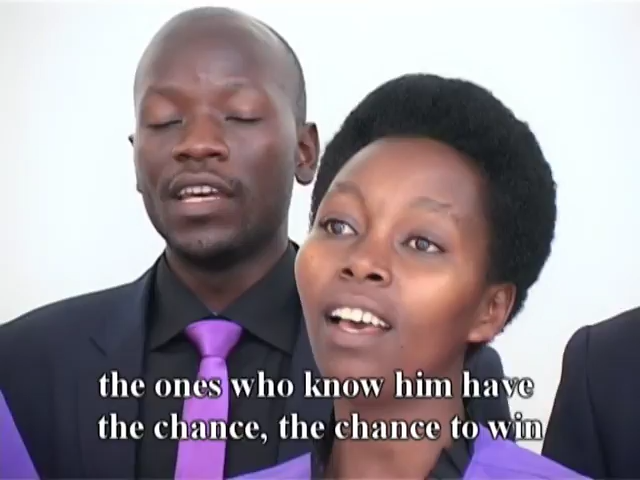 the ones who know him have
the chance, the chance to win